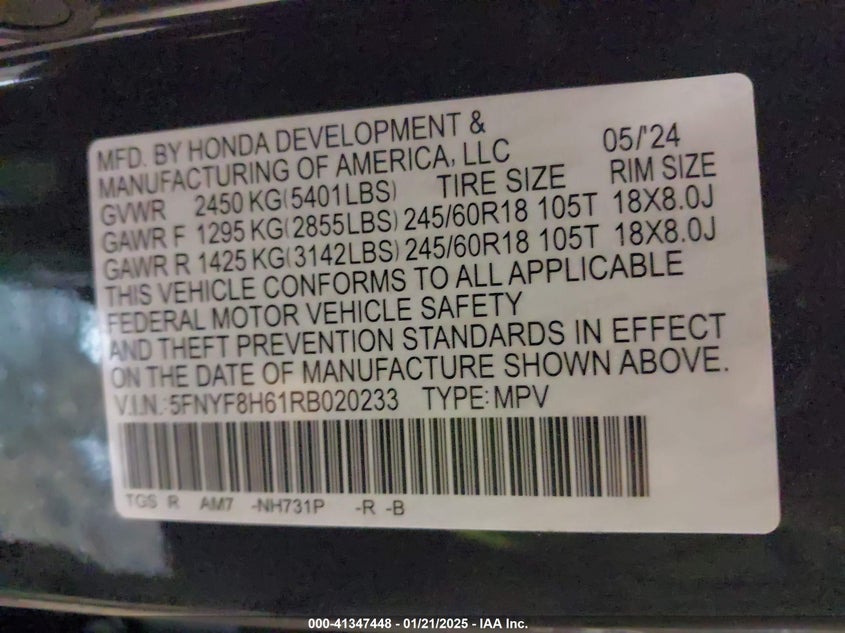 MFD. BY HONDA DEVELOPMENT & 05/'24
MANUFACTURING OF AMERICA, LLC
GVWR 2450 KG(5401LBS) TIRE SIZE RIM SIZE
GAWR F 1295 KG(2855LBS) 245/60R18 105T 18X8.0J
GAWR R 1425 KG(3142LBS) 245/60R18 105T 18X8.0J
THIS VEHICLE CONFORMS TO ALL APPLICABLE
FEDERAL MOTOR VEHICLE SAFETY
AND THEFT PREVENTION STANDARDS IN EFFECT
ON THE DATE OF MANUFACTURE SHOWN ABOVE.
V.I.N.: 5FNYF8H61RB020233 TYPE: MPV
TGS R AM7 -NH731P -R -B
000-41347448 - 01/21/2025 - IAA Inc.